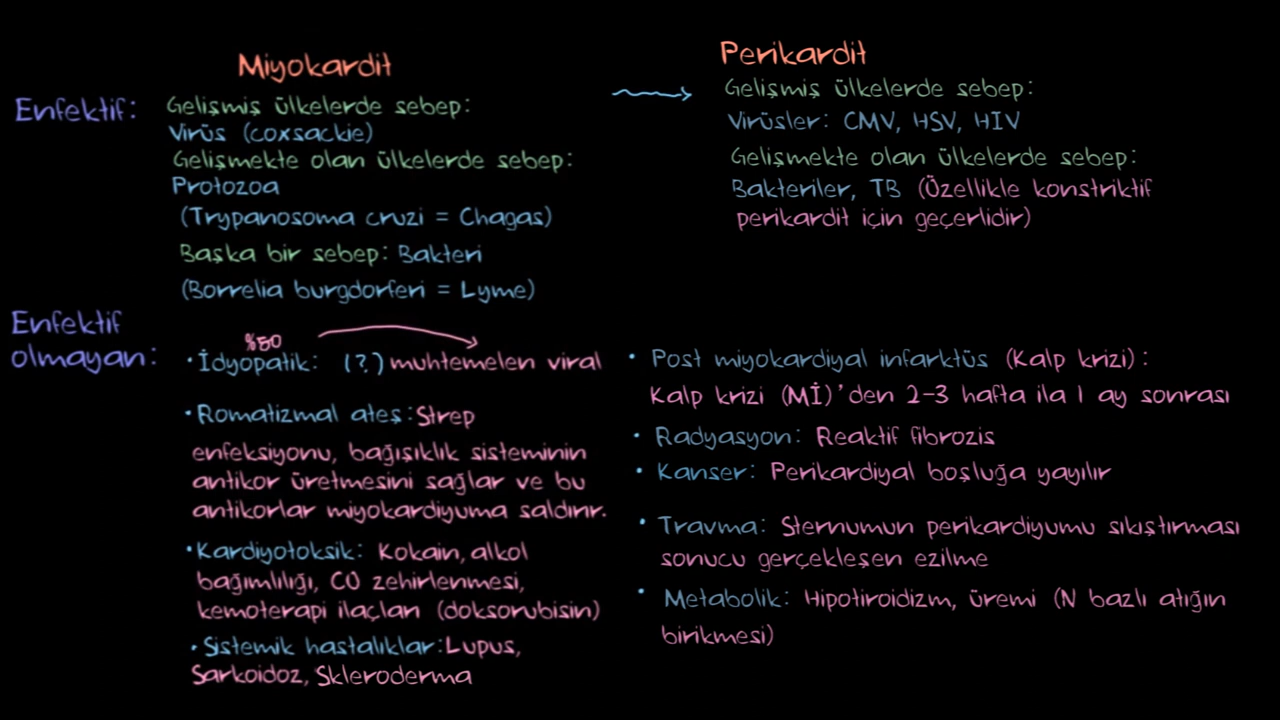 Miyokardit
Enfektif:
Gelişmiş ülkelerde sebep:
Virüs (coxsackie)
Gelişmekte olan ülkelerde sebep:
Protozoa
(Trypanosoma cruzi = Chagas)
Başka bir sebep: Bakteri
(Borrelia burgdorferi = Lyme)
Perikardit
Gelişmiş ülkelerde sebep:
Virüsler: CMV, HSV, HIV
Gelişmekte olan ülkelerde sebep:
Bakteriler, TB (Özellikle konstriktif
perikardit için geçerlidir)
Enfektif
olmayan:
%50
• İdyopatik: (?) muhtemelen viral
• Romatizmal ateş: Strep
enfeksiyonu, bağışıklık sisteminin
antikor üretmesini sağlar ve bu
antikorlar miyokardiyuma saldırır.
• Kardiyotoksik: Kokain, alkol
bağımlılığı, CO zehirlenmesi,
kemoterapi ilaçları (doksorubisin)
• Sistemik hastalıklar: Lupus,
Sarkoidoz, Skleroderma
• Post miyokardiyal infarktüs (Kalp krizi):
Kalp krizi (Mİ)'den 2-3 hafta ila 1 ay sonrası
• Radyasyon: Reaktif fibrozis
• Kanser: Perikardiyal boşluğa yayılır
• Travma: Sternumun perikardiyumu sıkıştırması
sonucu gerçekleşen ezilme
• Metabolik: Hipotiroidizm, üremi (N bazlı atığın
birikmesi)